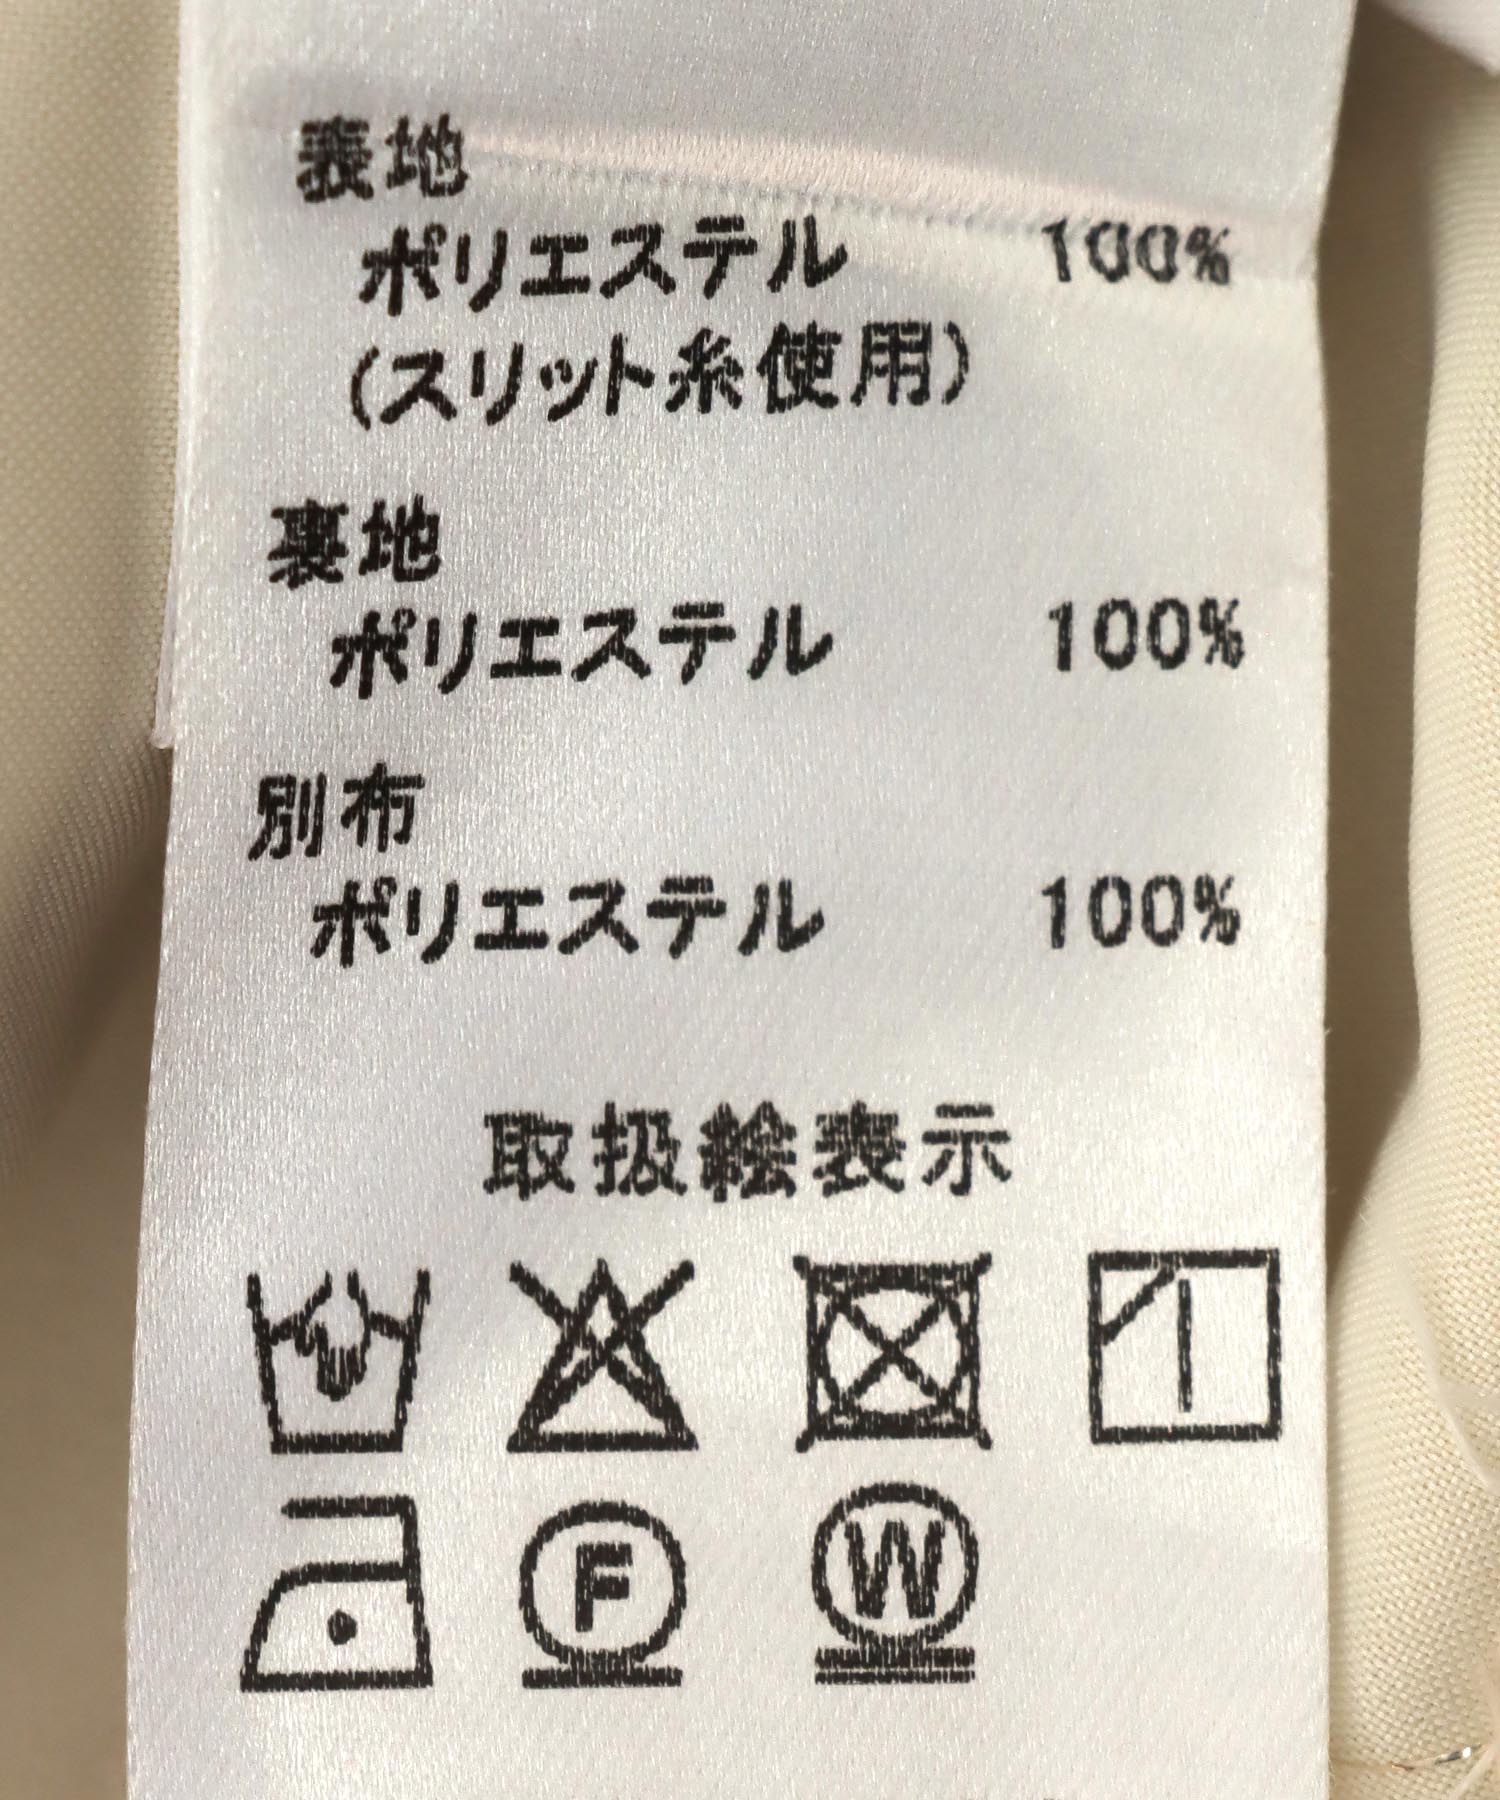 表地
ポリエステル 100%
(スリット糸使用)
裏地
ポリエステル 100%
別布
ポリエステル 100%
取扱絵表示
F W